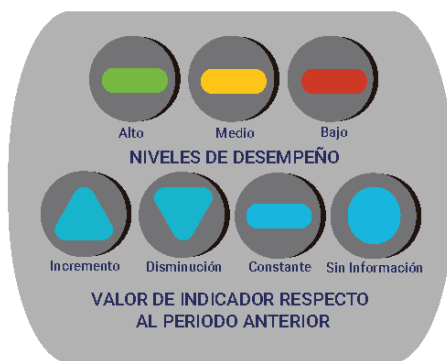 Alto Medio Bajo
NIVELES DE DESEMPEÑO
Incremento Disminución Constante Sin Información
VALOR DE INDICADOR RESPECTO
AL PERIODO ANTERIOR